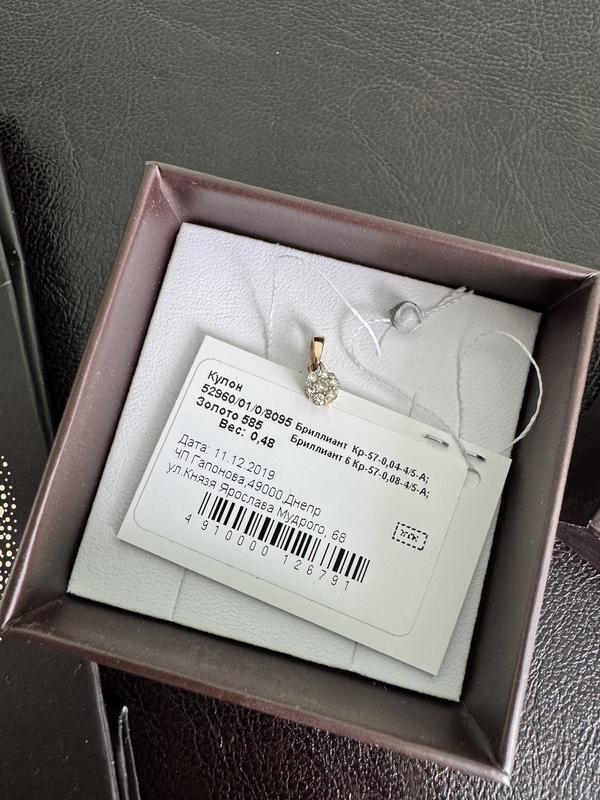 Кулон
52960/01/0/8095 Бриллиант Кр-57-0,04-4/5-А;
Золото 585 Бриллиант 6 Кр-57-0,08-4/5-А;
Вес: 0,48
Дата: 11.12.2019
ЧП Гапонова,49000,Днепр
ул.Князя Ярослава Мудрого, 68
4 910000 126791